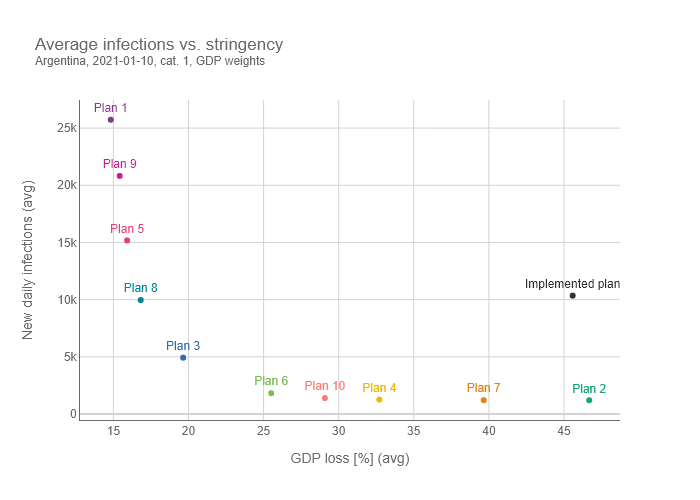 Average infections vs. stringency
Argentina, 2021-01-10, cat. 1, GDP weights
Plan 1
25k
Plan 9
20k
Plan 5
15k
Plan 8
Implemented plan
10k
Plan 3
5k
Plan 6
Plan 10
Plan 4
Plan 7
Plan 2
0
15
20
25
30
35
40
45
GDP loss [%] (avg)
New daily infections (avg)